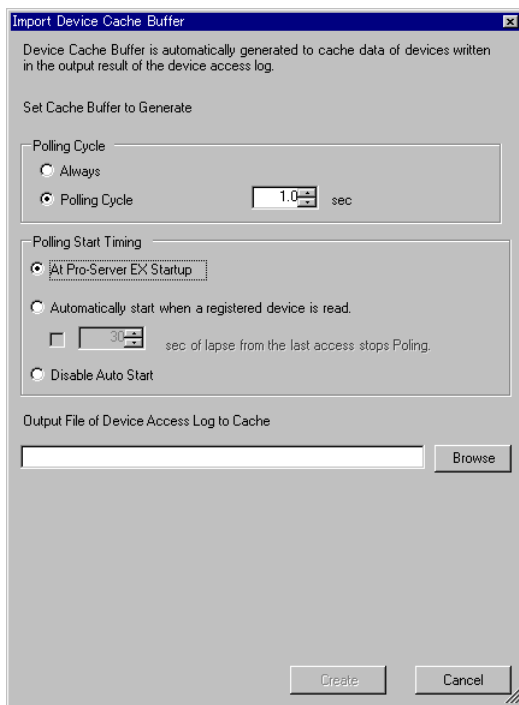 Import Device Cache Buffer
Device Cache Buffer is automatically generated to cache data of devices written
in the output result of the device access log.
Set Cache Buffer to Generate
Polling Cycle
Always
Polling Cycle 1.0 sec
Polling Start Timing
At Pro-Server EX Startup
Automatically start when a registered device is read.
30 sec of lapse from the last access stops Poling.
Disable Auto Start
Output File of Device Access Log to Cache
Browse
Create Cancel